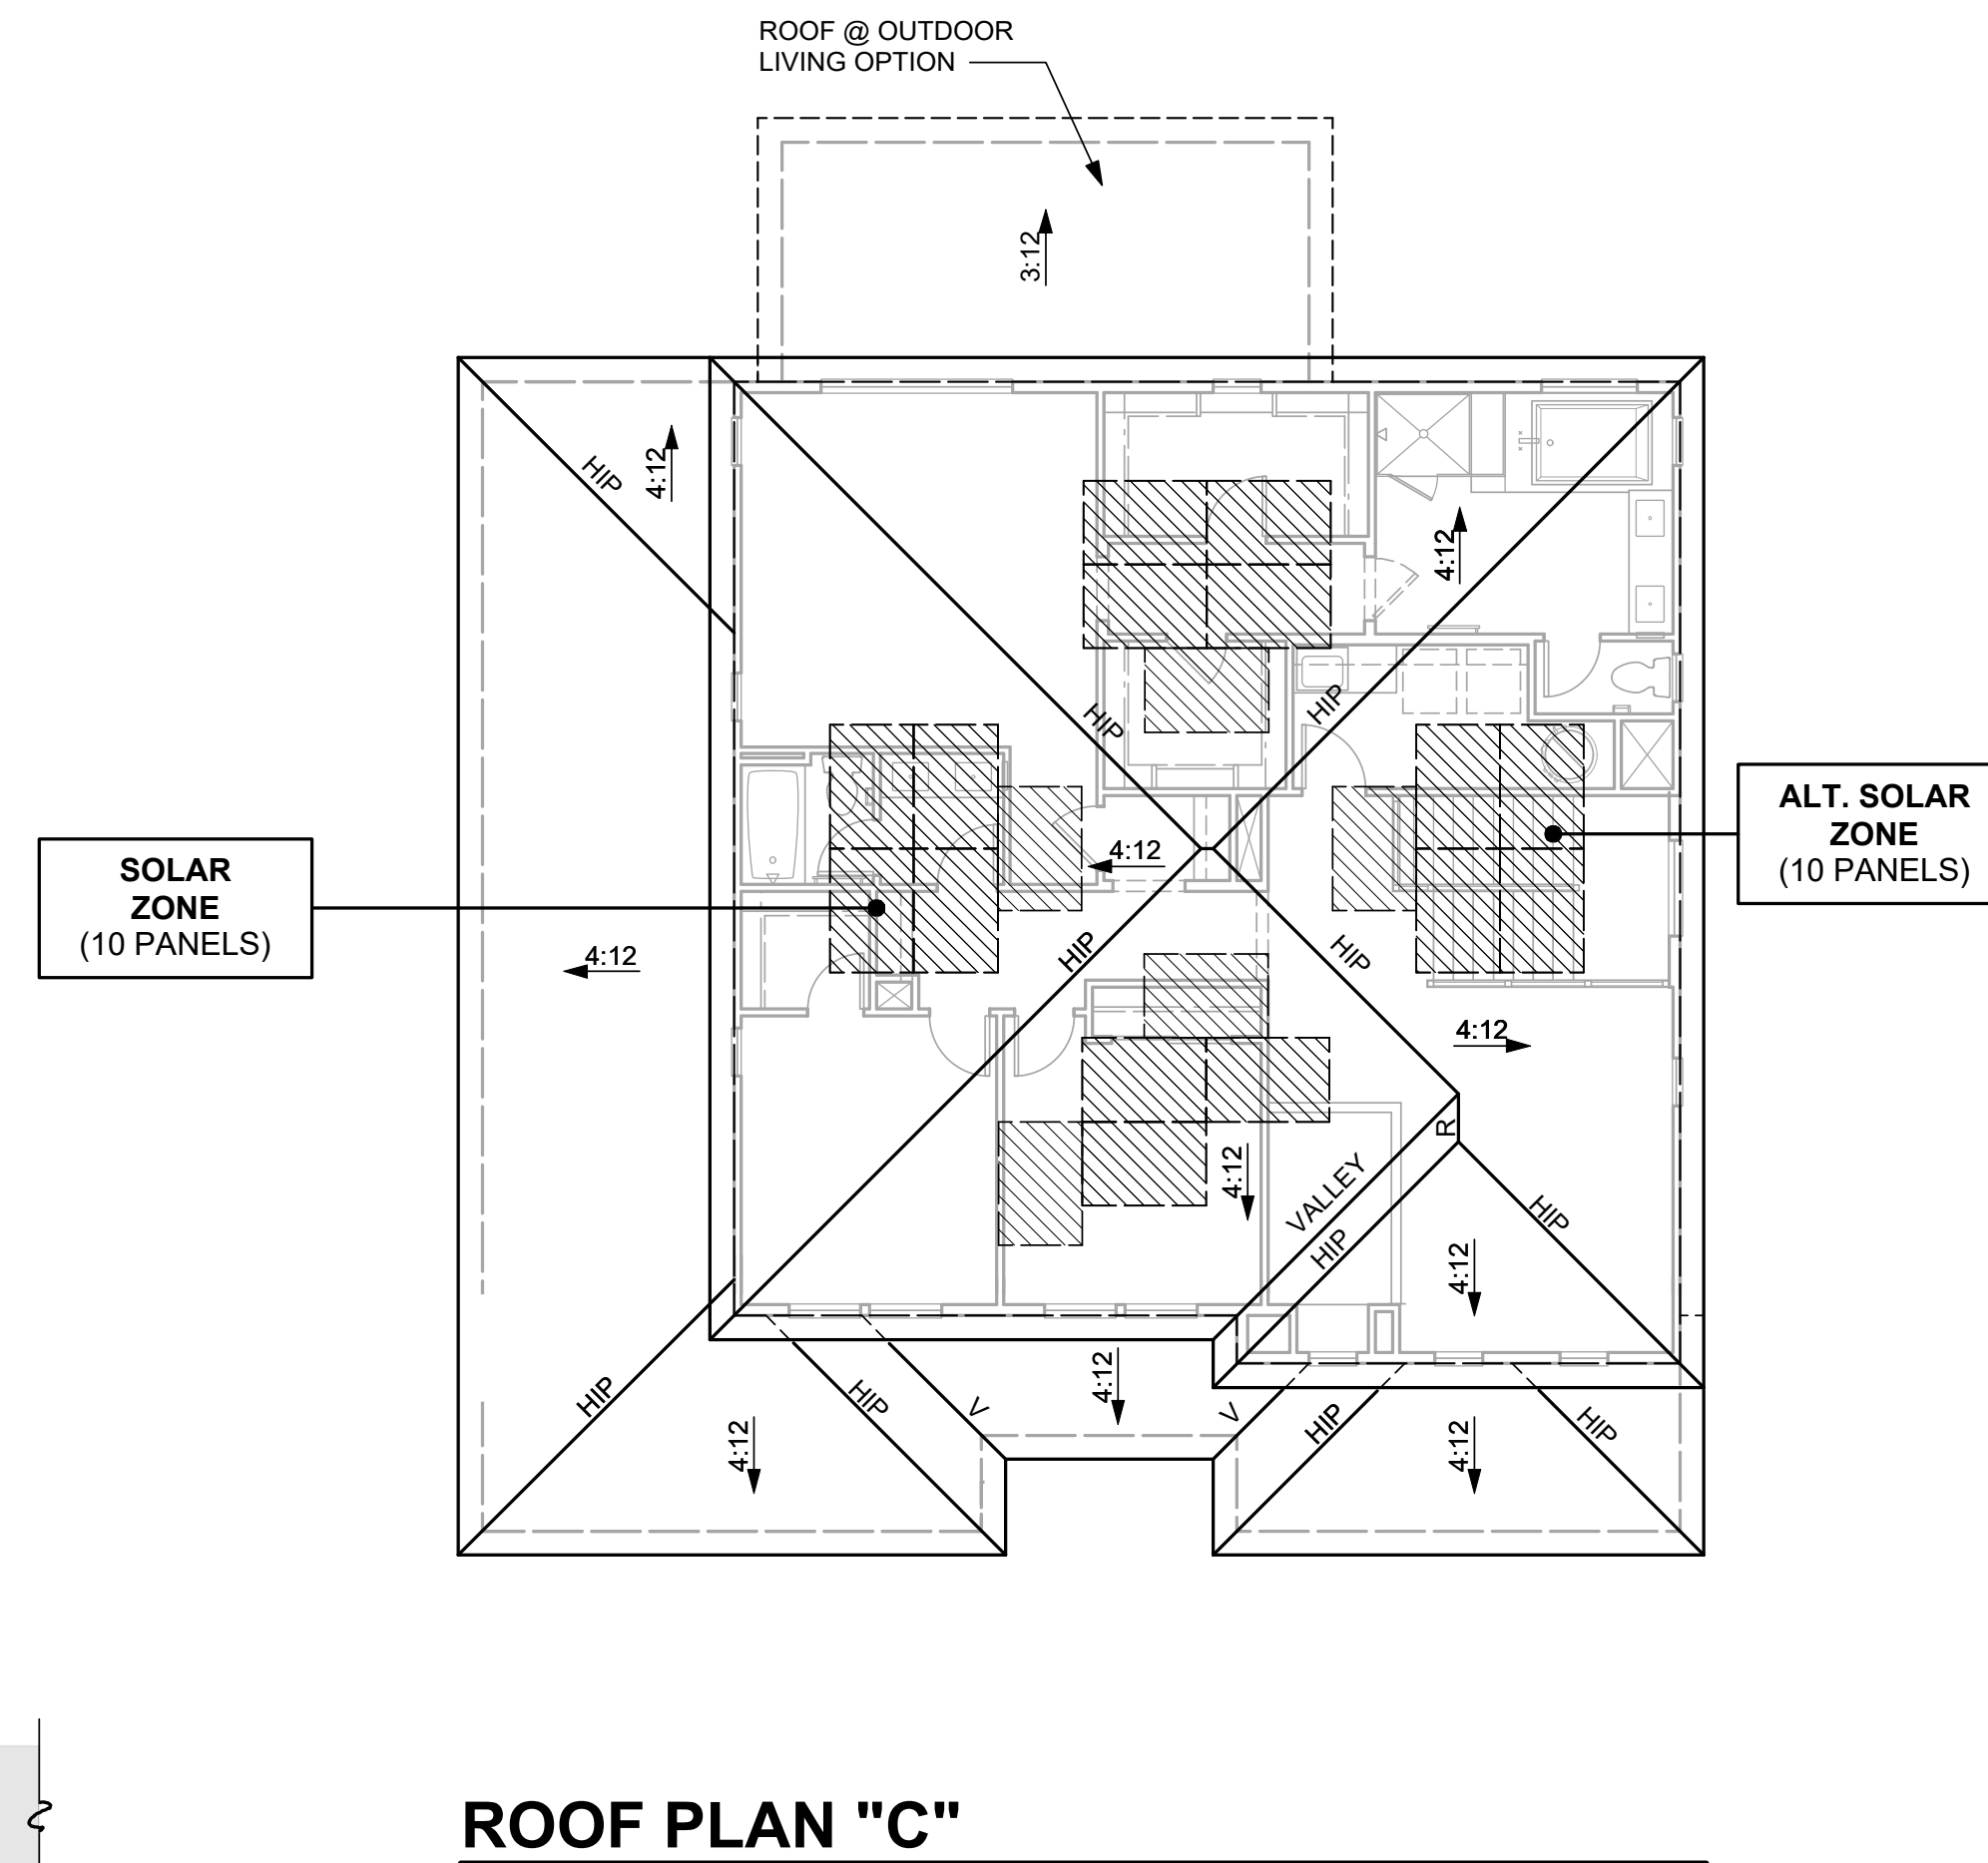 ROOF @ OUTDOOR
LIVING OPTION
3:12
HIP
4:12
4:12
HIP
HIP
ALT. SOLAR
ZONE
(10 PANELS)
SOLAR
ZONE
(10 PANELS)
4:12
4:12
HIP
HIP
4:12
R
VALLEY
4:12
HIP
HIP
4:12
HIP
HIP
V
4:12
V
HIP
HIP
4:12
4:12
ROOF PLAN "C"